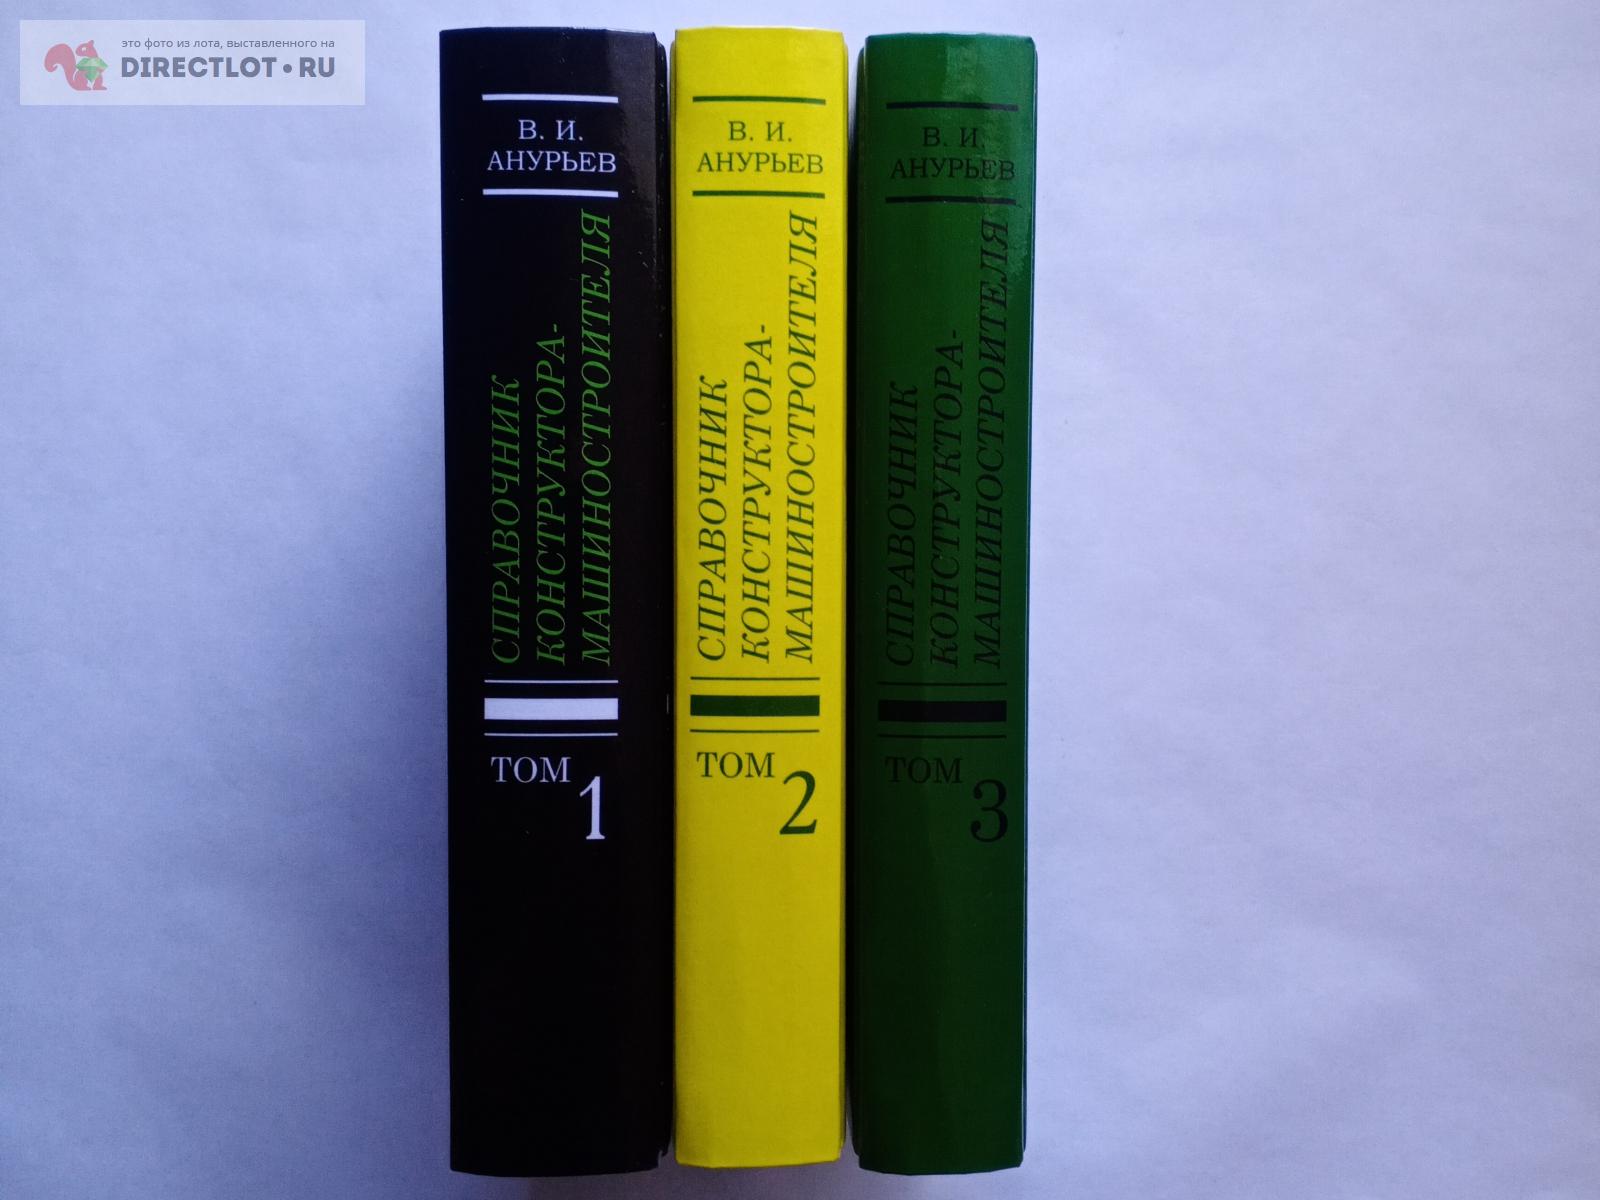 это фото из лота, выставленного на
DIRECTLOT•RU
В. И.
АНУРЬЕВ
СПРАВОЧНИК
КОНСТРУКТОРА-
МАШИНОСТРОИТЕЛЯ
ТОМ
1
В. И.
АНУРЬЕВ
СПРАВОЧНИК
КОНСТРУКТОРА-
МАШИНОСТРОИТЕЛЯ
ТОМ
2
В. И.
АНУРЬЕВ
СПРАВОЧНИК
КОНСТРУКТОРА-
МАШИНОСТРОИТЕЛЯ
ТОМ
3